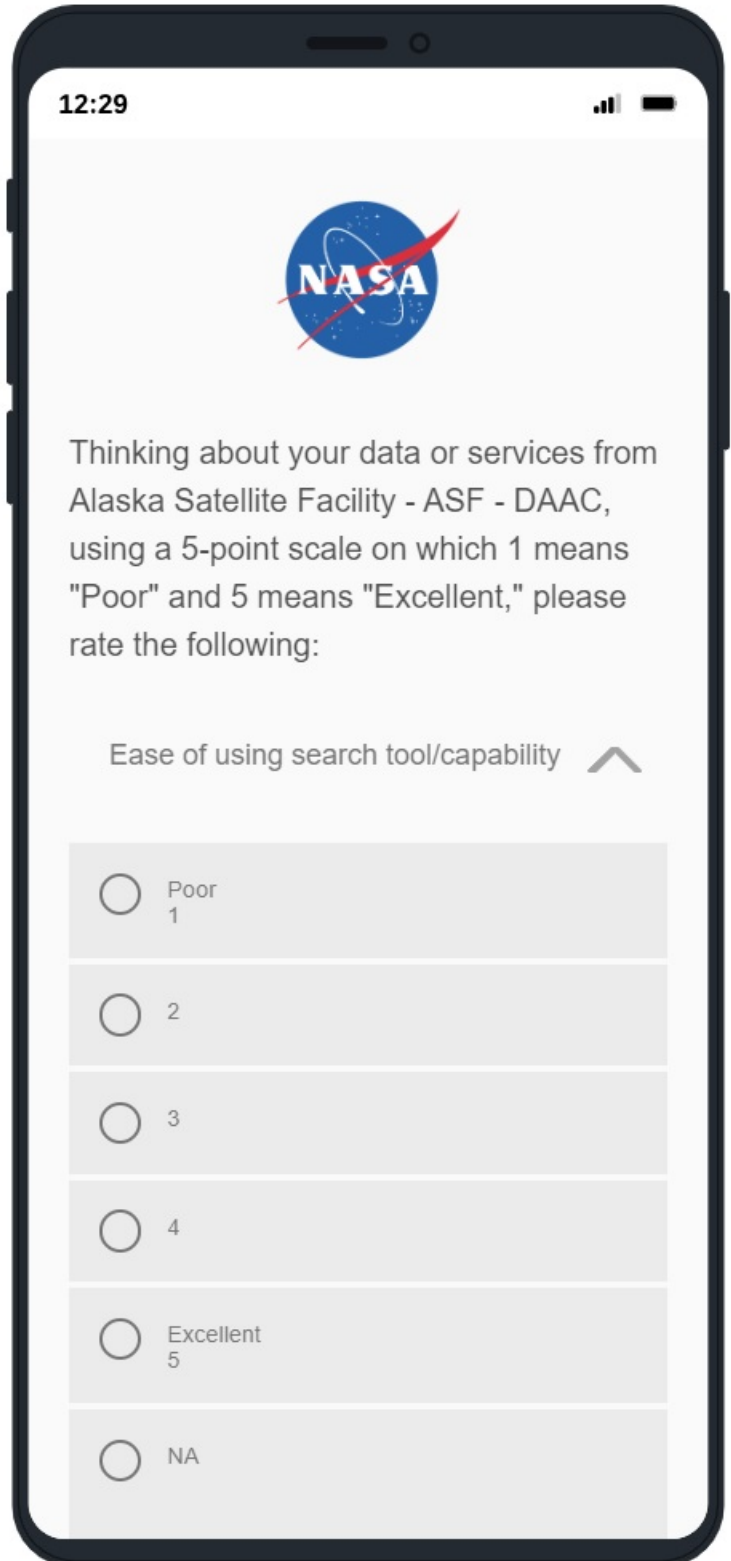 12:29
NASA
Thinking about your data or services from
Alaska Satellite Facility - ASF - DAAC,
using a 5-point scale on which 1 means
"Poor" and 5 means "Excellent," please
rate the following:
Ease of using search tool/capability
Poor
1
2
3
4
Excellent
5
NA